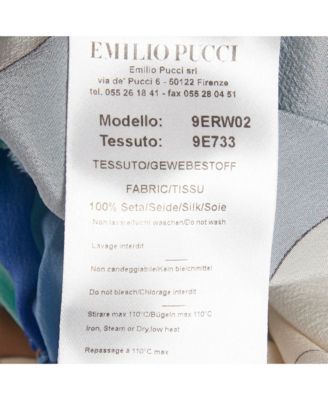 EMILIO PUCCI
Emilio Pucci srl
via de' Pucci 6 - 50122 Firenze
tel. 055 26 18 41 - fax 055 28 04 51
Modello: 9ERW02
Tessuto: 9E733
TESSUTO/GEWEBESTOFF
FABRIC/TISSU
100% Seta/Seide/Silk/Soie
Non lavare/Nicht waschen/Do not wash
Lavage interdit
Non candeggiabile/Kein bleichmittel
Do not bleach/Chlorage interdit
Stirare max 110°C/Bügeln max 110°C
Iron, Steam or Dry, low heat
Repassage à 110°C max